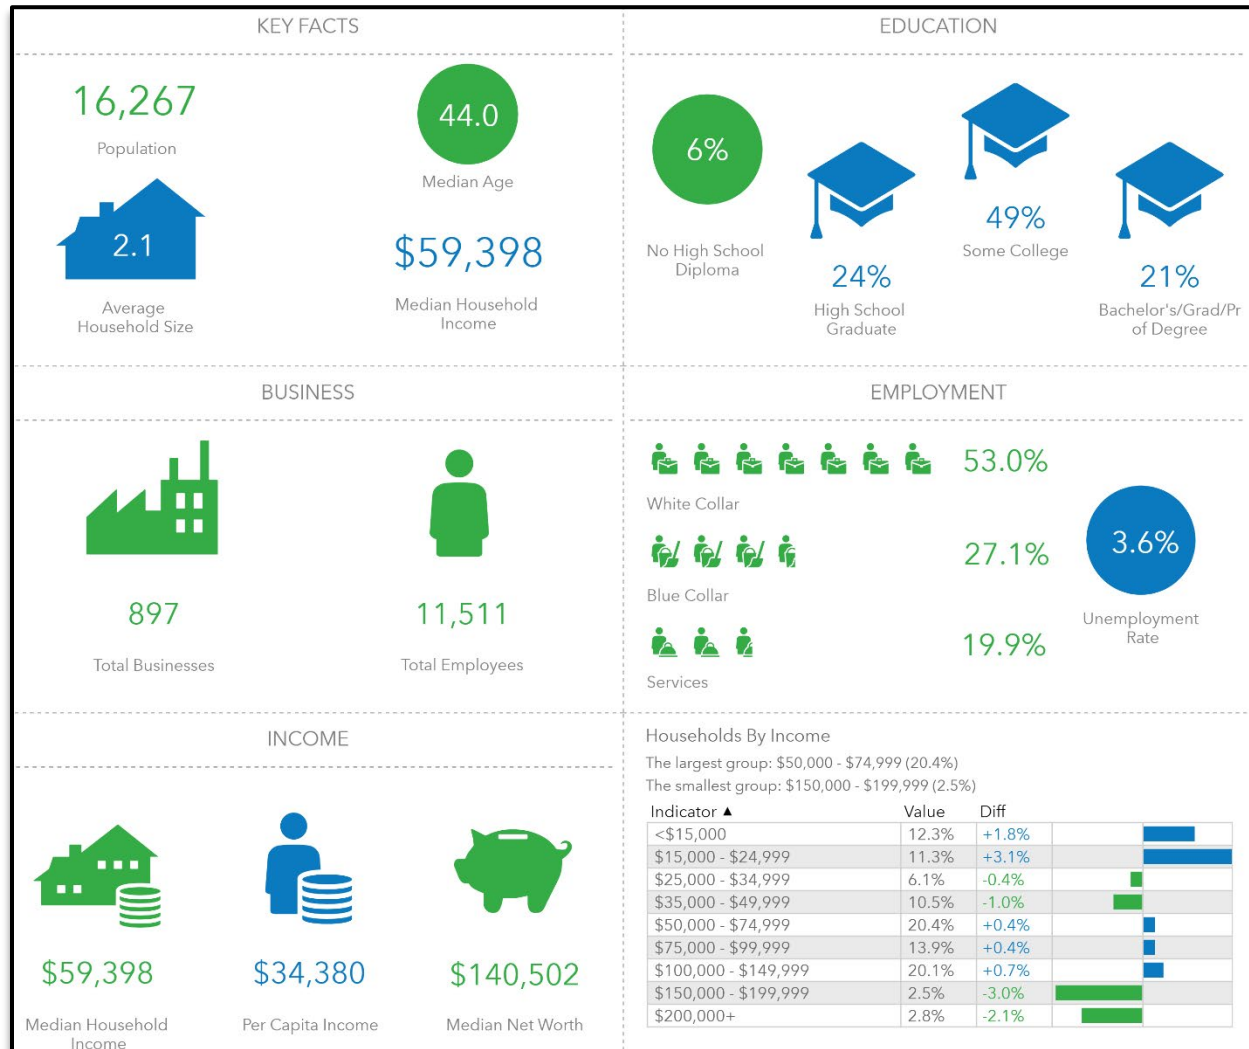 KEY FACTS
16,267
Population
44.0
Median Age
2.1
Average
Household Size
$59,398
Median Household
Income
EDUCATION
6%
No High School
Diploma
24%
High School
Graduate
49%
Some College
21%
Bachelor's/Grad/Pr
of Degree
BUSINESS
897
Total Businesses
11,511
Total Employees
EMPLOYMENT
53.0%
White Collar
27.1%
Blue Collar
19.9%
Services
3.6%
Unemployment
Rate
INCOME
$59,398
Median Household
Income
$34,380
Per Capita Income
$140,502
Median Net Worth
Households By Income
The largest group: $50,000 - $74,999 (20.4%)
The smallest group: $150,000 - $199,999 (2.5%)
Indicator ▲ Value Diff
<$15,000 12.3% +1.8%
$15,000 - $24,999 11.3% +3.1%
$25,000 - $34,999 6.1% -0.4%
$35,000 - $49,999 10.5% -1.0%
$50,000 - $74,999 20.4% +0.4%
$75,000 - $99,999 13.9% +0.4%
$100,000 - $149,999 20.1% +0.7%
$150,000 - $199,999 2.5% -3.0%
$200,000+ 2.8% -2.1%